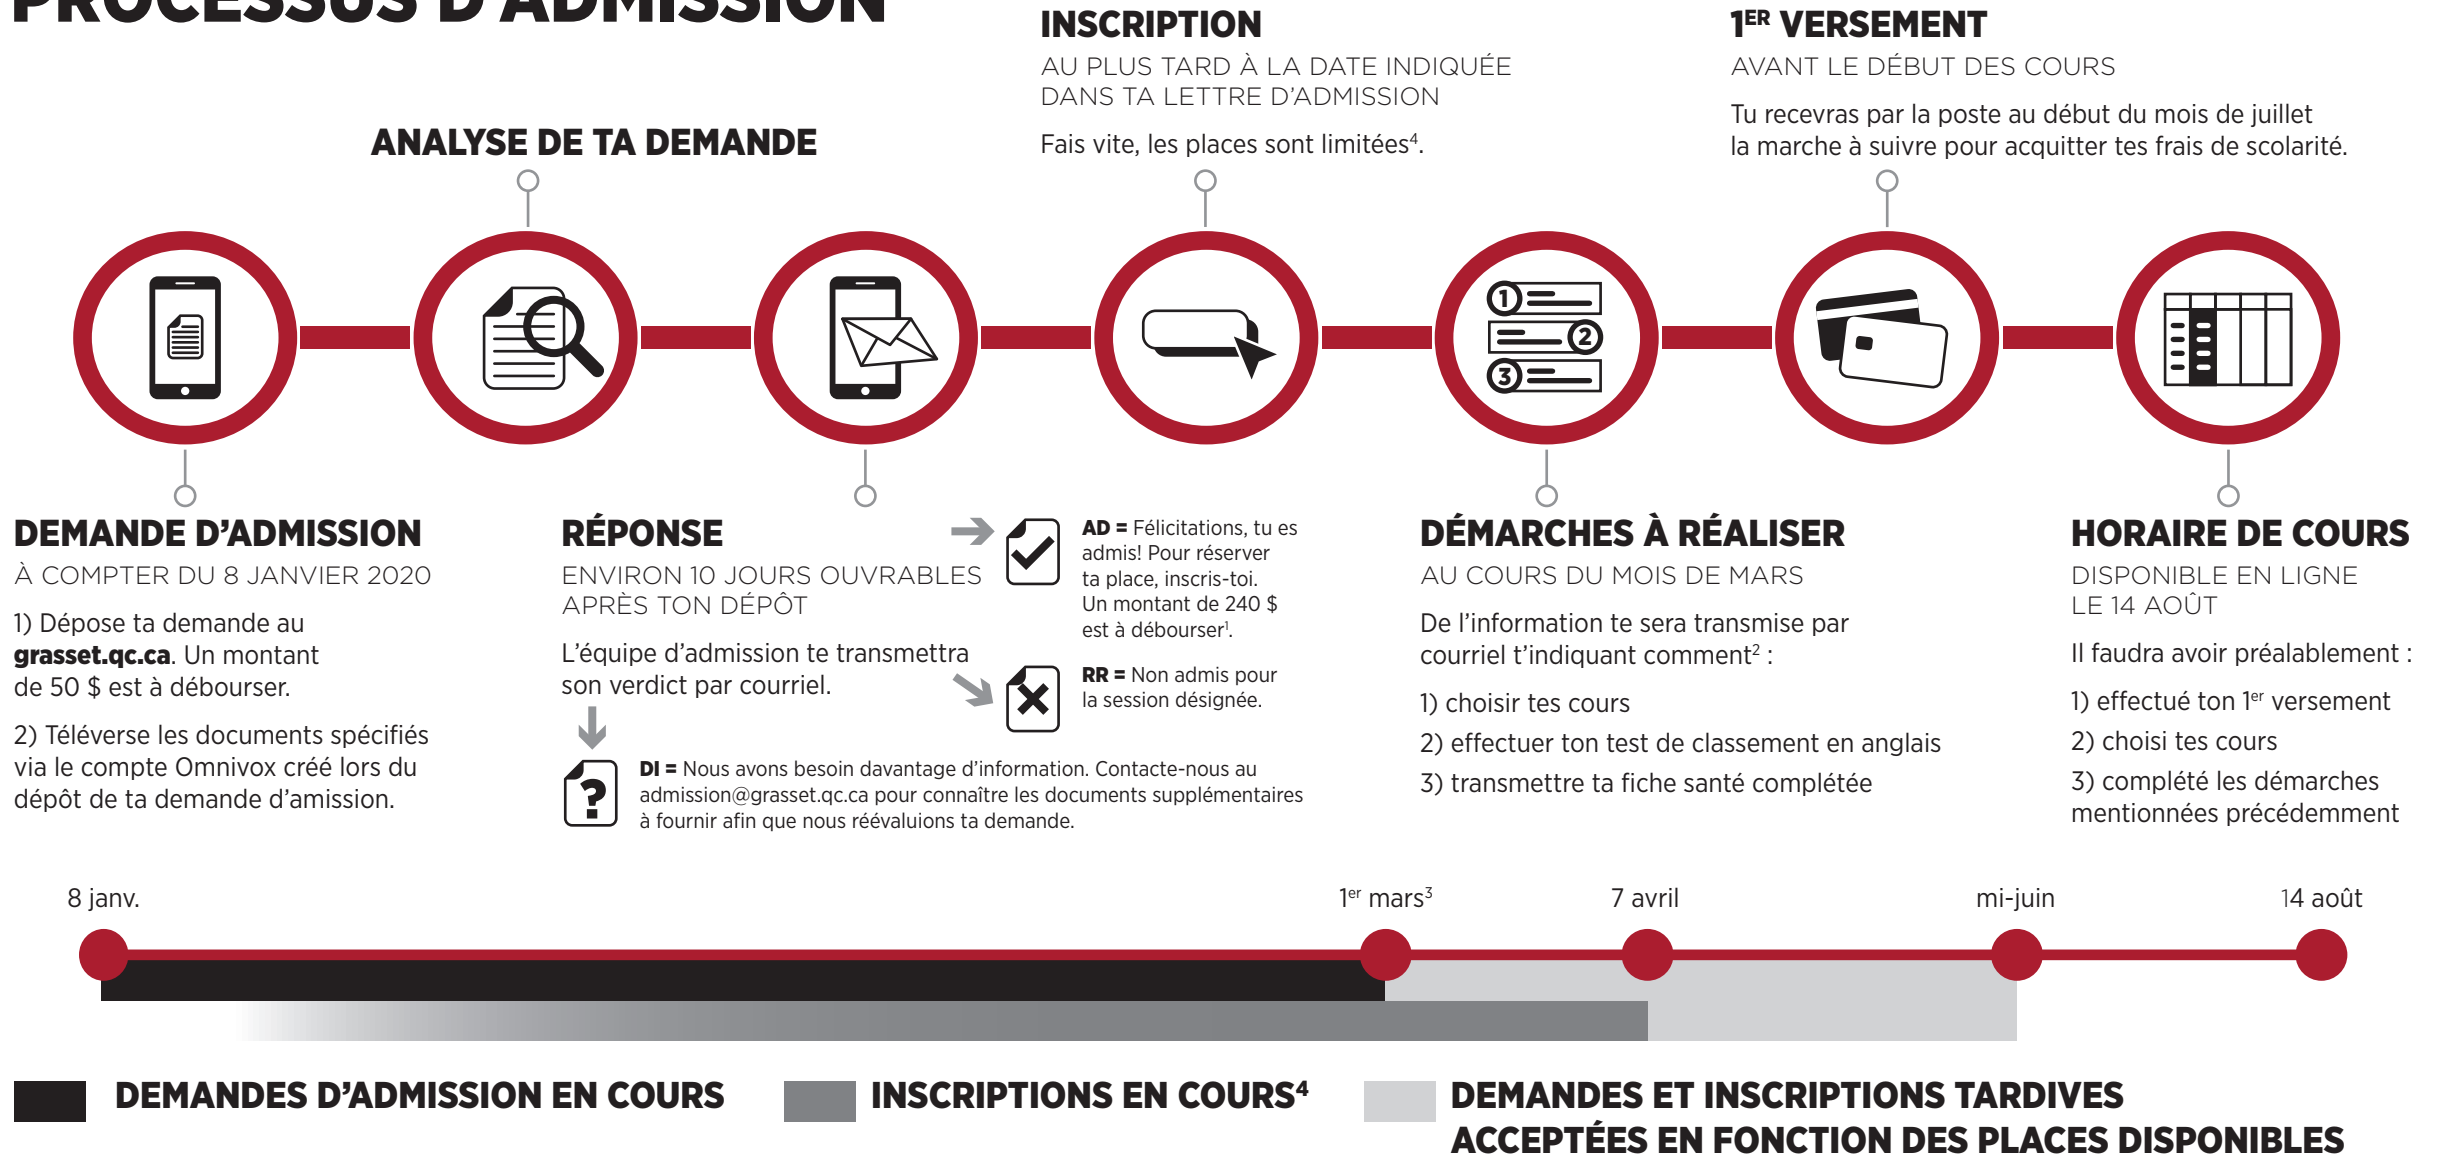 PROCESSUS D'ADMISSION
ANALYSE DE TA DEMANDE
INSCRIPTION
AU PLUS TARD À LA DATE INDIQUÉE
DANS TA LETTRE D'ADMISSION
Fais vite, les places sont limitées⁴.
1ER VERSEMENT
AVANT LE DÉBUT DES COURS
Tu recevras par la poste au début du mois de juillet
la marche à suivre pour acquitter tes frais de scolarité.
1
2
3
DEMANDE D'ADMISSION
À COMPTER DU 8 JANVIER 2020
1) Dépose ta demande au
grasset.qc.ca. Un montant
de 50 $ est à débourser.
2) Téléverse les documents spécifiés
via le compte Omnivox créé lors du
dépôt de ta demande d'amission.
RÉPONSE
ENVIRON 10 JOURS OUVRABLES
APRÈS TON DÉPÔT
L'équipe d'admission te transmettra
son verdict par courriel.
AD = Félicitations, tu es
admis! Pour réserver
ta place, inscris-toi.
Un montant de 240 $
est à débourser¹.
RR = Non admis pour
la session désignée.
?
DI = Nous avons besoin davantage d'information. Contacte-nous au
admission@grasset.qc.ca pour connaître les documents supplémentaires
à fournir afin que nous réévaluions ta demande.
DÉMARCHES À RÉALISER
AU COURS DU MOIS DE MARS
De l'information te sera transmise par
courriel t'indiquant comment² :
1) choisir tes cours
2) effectuer ton test de classement en anglais
3) transmettre ta fiche santé complétée
HORAIRE DE COURS
DISPONIBLE EN LIGNE
LE 14 AOÛT
Il faudra avoir préalablement :
1) effectué ton 1er versement
2) choisi tes cours
3) complété les démarches
mentionnées précédemment
8 janv.
1er mars³
7 avril
mi-juin
14 août
DEMANDES D'ADMISSION EN COURS
INSCRIPTIONS EN COURS⁴
DEMANDES ET INSCRIPTIONS TARDIVES
ACCEPTÉES EN FONCTION DES PLACES DISPONIBLES